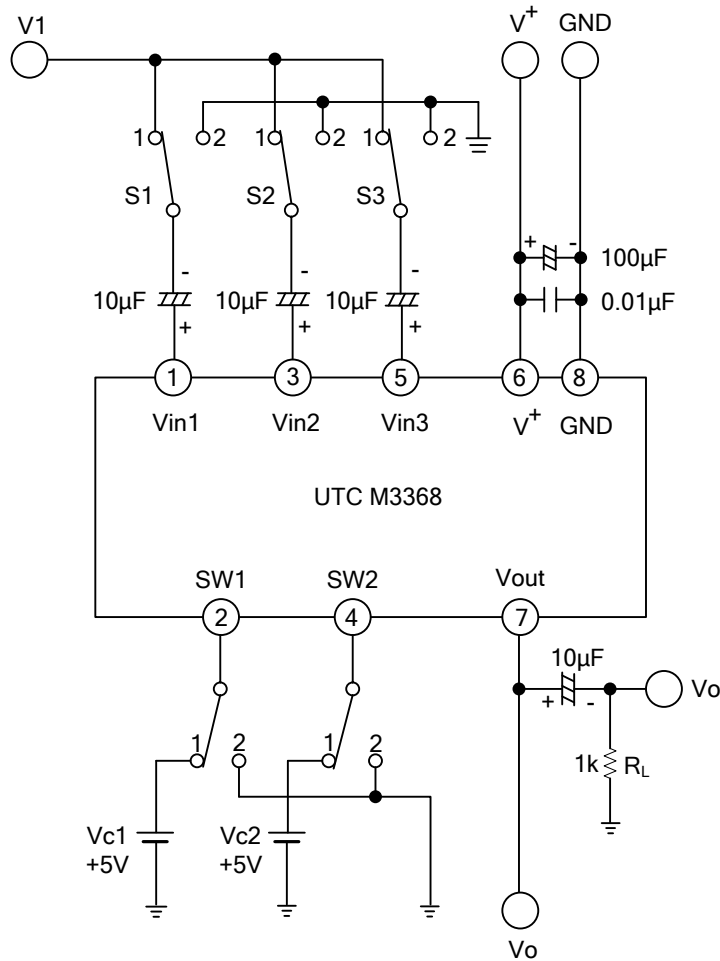 V1 V+ GND
1 2 1 2 1 2
S1 S2 S3
- - - + - 100µF
10µF 10µF 10µF 0.01µF
+ + +
1 3 5 6 8
Vin1 Vin2 Vin3 V+ GND
UTC M3368
SW1 SW2 Vout
2 4 7
10µF
+ - Vo
1 2 1 2
1k RL
Vc1 Vc2
+5V +5V
Vo